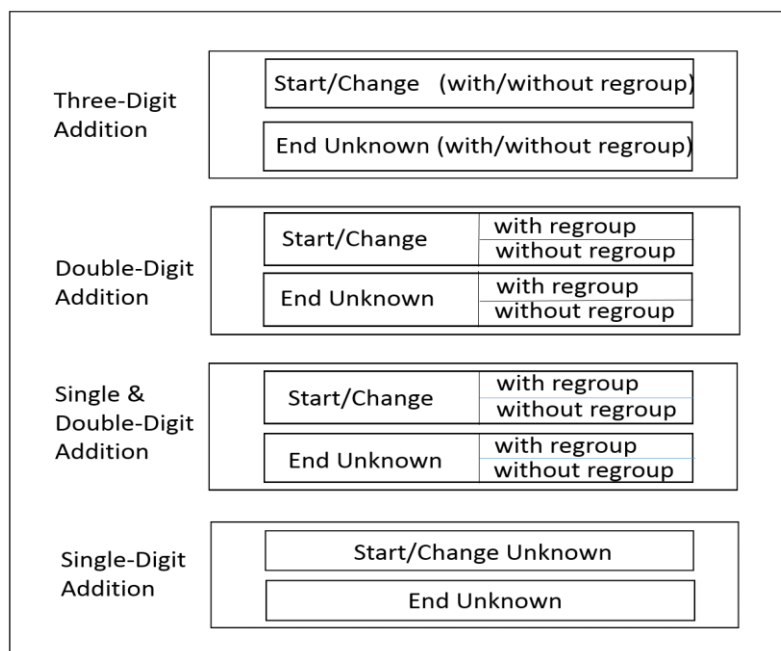 Three-Digit
Addition
Start/Change (with/without regroup)
End Unknown (with/without regroup)
Double-Digit
Addition
Start/Change
with regroup
without regroup
End Unknown
with regroup
without regroup
Single &
Double-Digit
Addition
Start/Change
with regroup
without regroup
End Unknown
with regroup
without regroup
Single-Digit
Addition
Start/Change Unknown
End Unknown